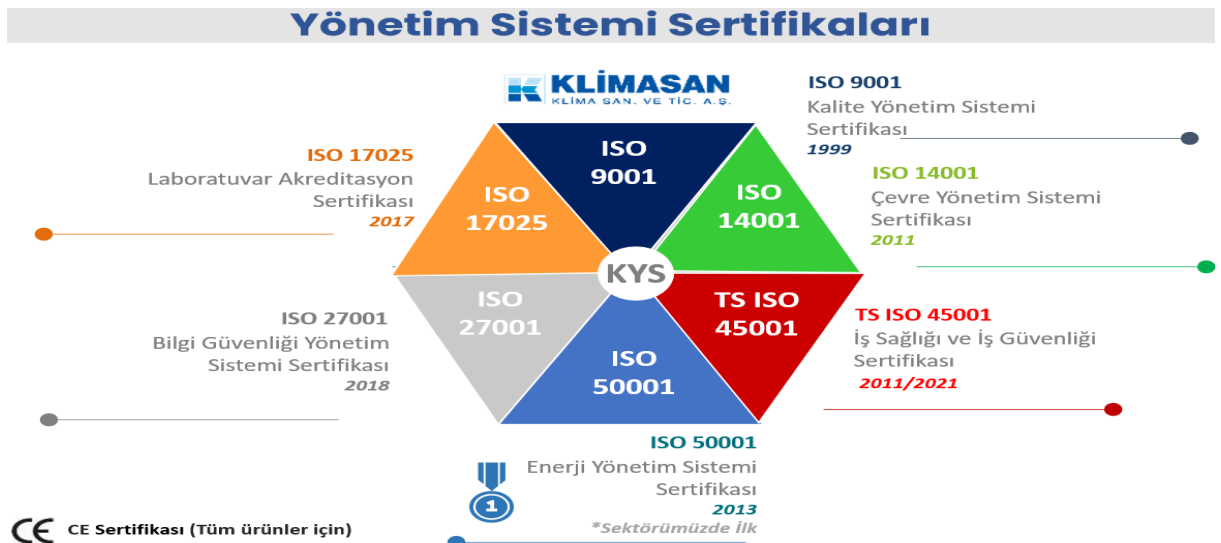 Yönetim Sistemi Sertifikaları
KLİMASAN
KLİMA SAN. VE TİC. A.Ş.
ISO 9001
Kalite Yönetim Sistemi
Sertifikası
1999
ISO 14001
Çevre Yönetim Sistemi
Sertifikası
2011
TS ISO 45001
İş Sağlığı ve İş Güvenliği
Sertifikası
2011/2021
ISO 50001
Enerji Yönetim Sistemi
Sertifikası
2013
*Sektörümüzde İlk
1
ISO 27001
Bilgi Güvenliği Yönetim
Sistemi Sertifikası
2018
ISO 17025
Laboratuvar Akreditasyon
Sertifikası
2017
ISO
9001
ISO
14001
TS ISO
45001
ISO
50001
ISO
27001
ISO
17025
KYS
CE CE Sertifikası (Tüm ürünler için)